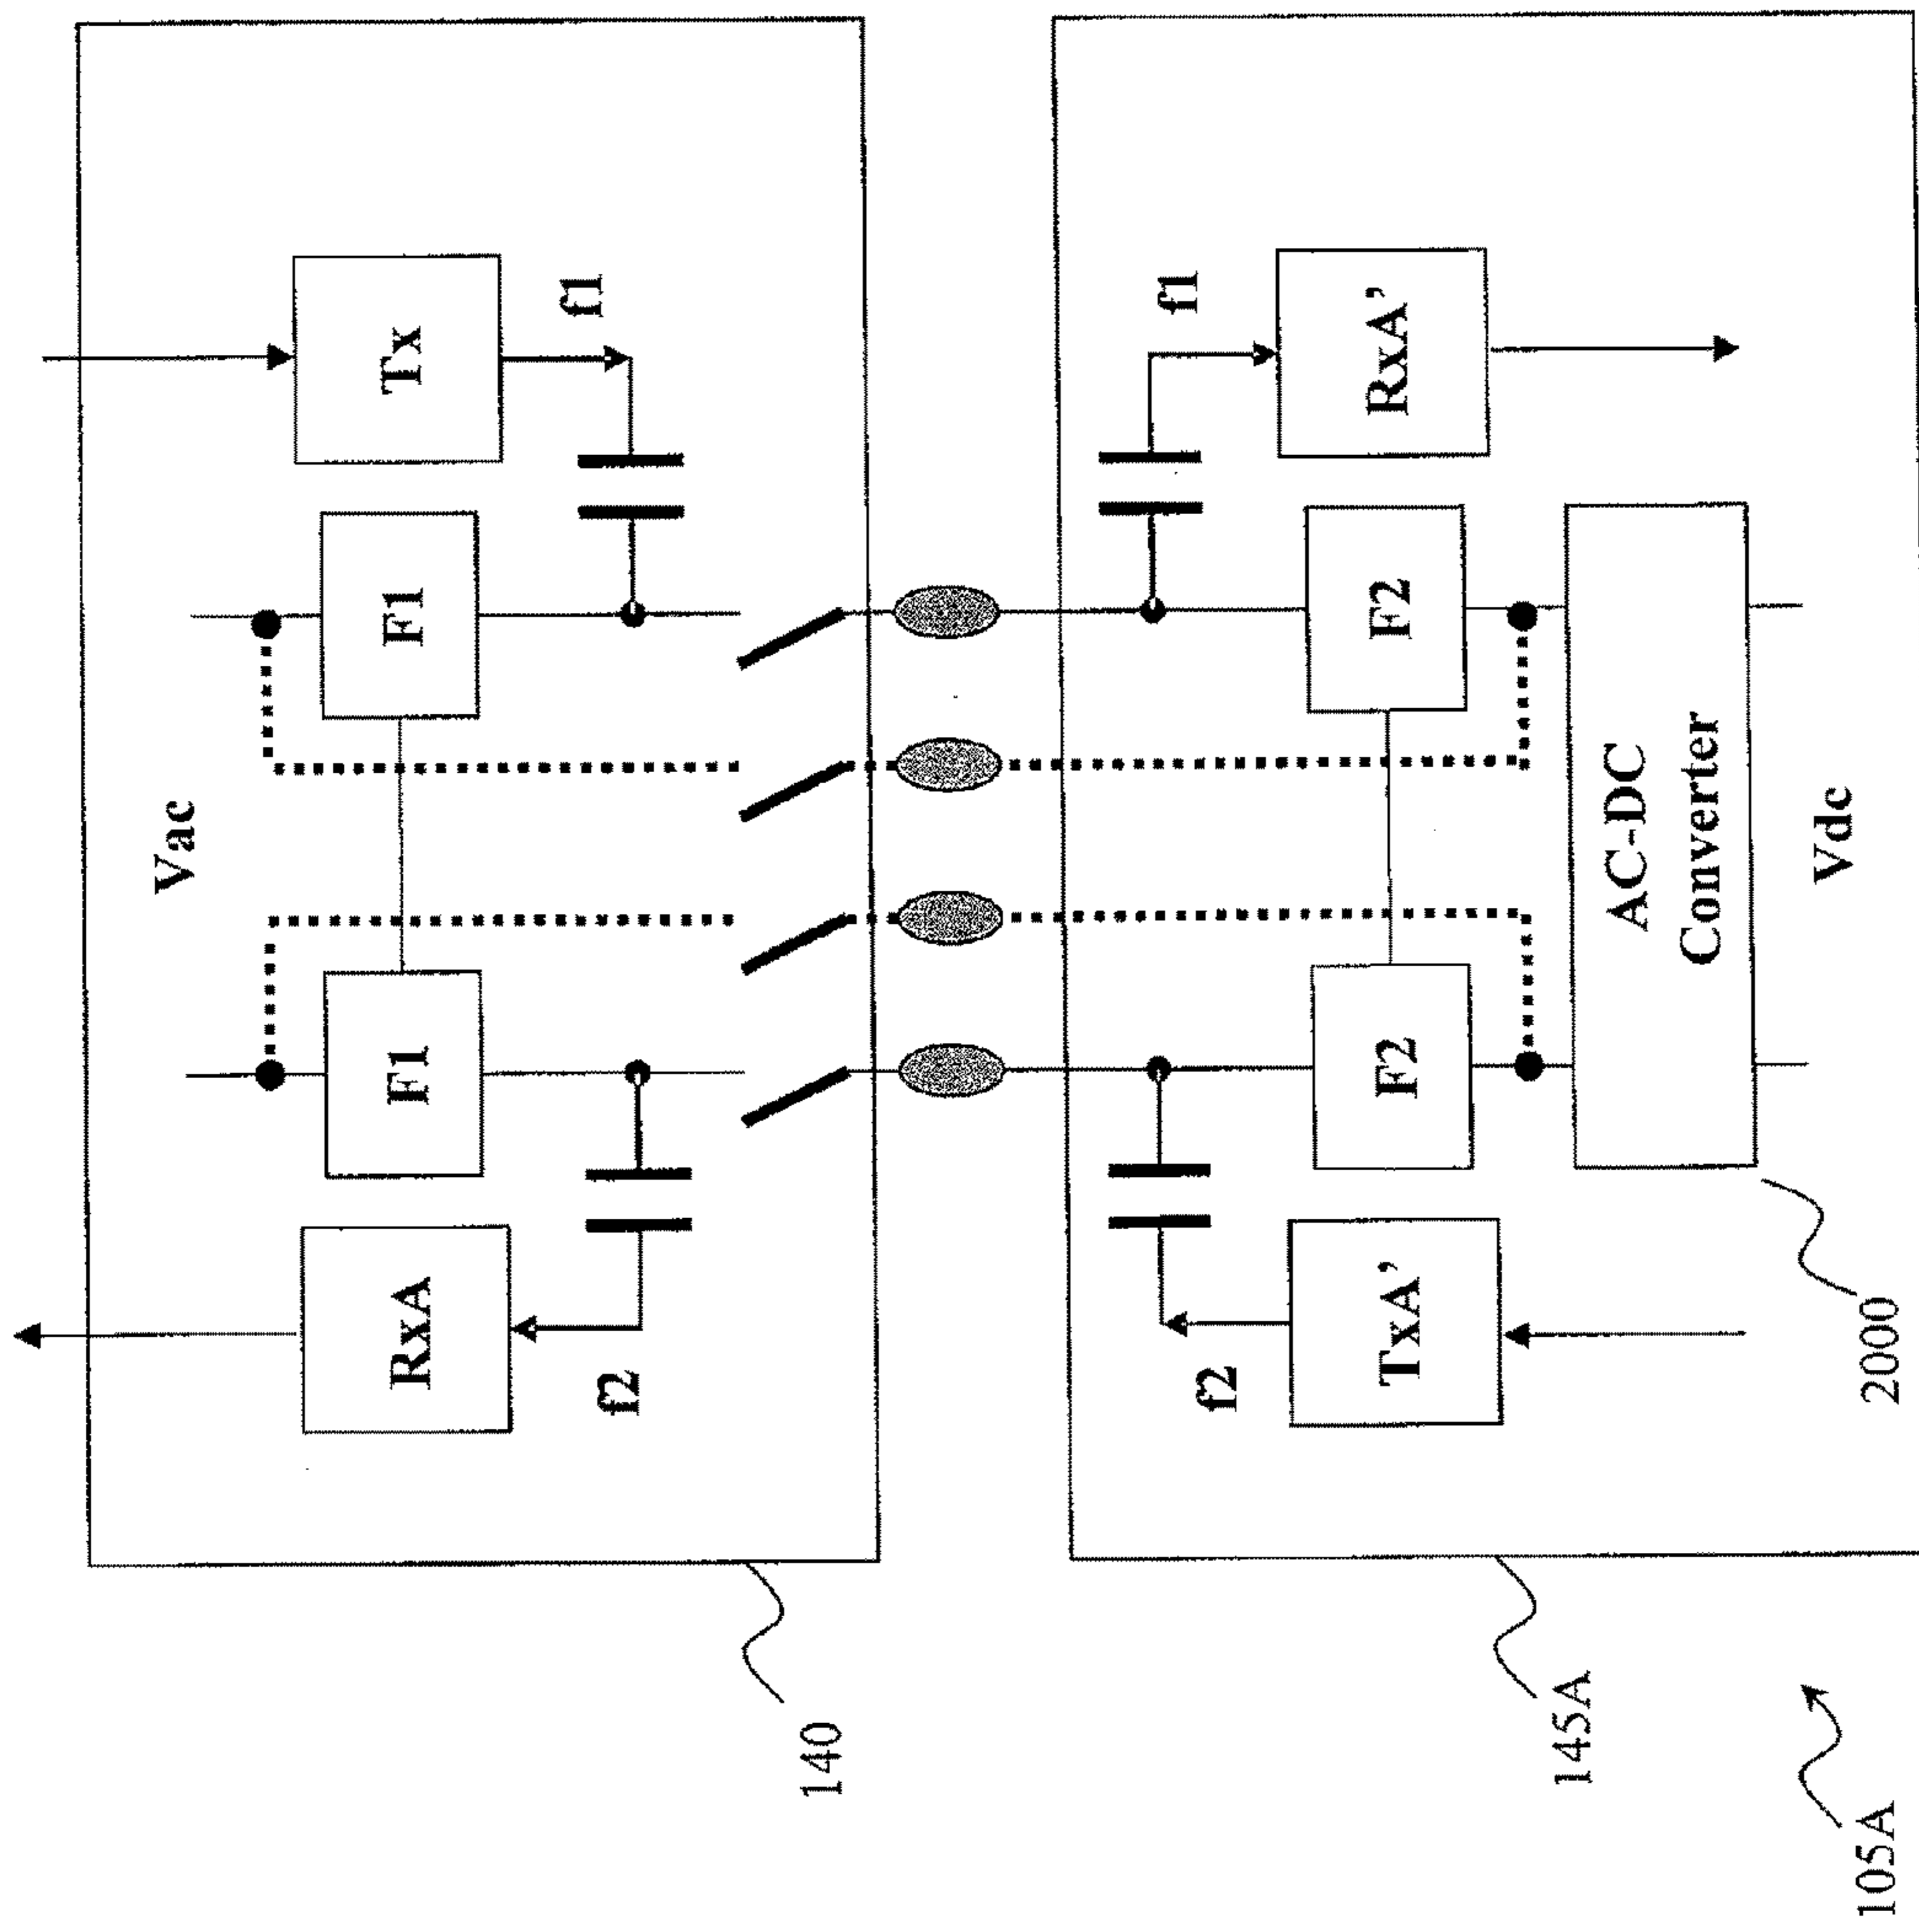 Vac
RxA
F1
F1
Tx
f2
f1
140
f2
f1
TxA’
F2
F2
RxA’
AC-DC
Converter
145A
Vdc
2000
105A